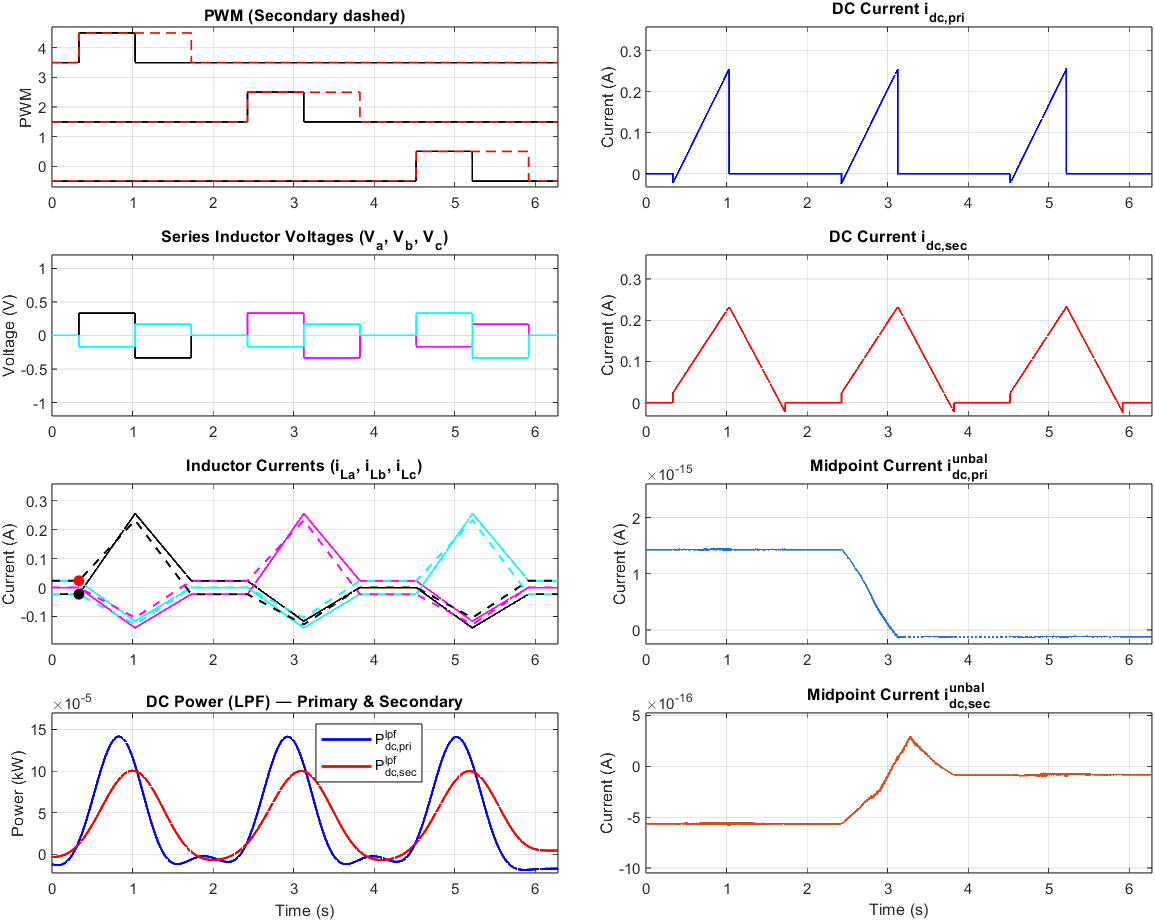 PWM (Secondary dashed)
4
3
2
1
0
PWM
0 1 2 3 4 5 6
DC Current i_dc,pri
0.3
0.2
0.1
0
Current (A)
0 1 2 3 4 5 6
Series Inductor Voltages (V_a, V_b, V_c)
1
0.5
0
-0.5
-1
Voltage (V)
0 1 2 3 4 5 6
DC Current i_dc,sec
0.3
0.2
0.1
0
Current (A)
0 1 2 3 4 5 6
Inductor Currents (i_La, i_Lb, i_Lc)
0.3
0.2
0.1
0
-0.1
Current (A)
0 1 2 3 4 5 6
Midpoint Current i_dc,pri^unbal
×10^-15
2
1
0
Current (A)
0 1 2 3 4 5 6
DC Power (LPF) — Primary & Secondary
×10^-5
15
10
5
0
Power (kW)
P_dc,pri^lpf
P_dc,sec^lpf
0 1 2 3 4 5 6
Time (s)
Midpoint Current i_dc,sec^unbal
×10^-16
5
0
-5
-10
Current (A)
0 1 2 3 4 5 6
Time (s)